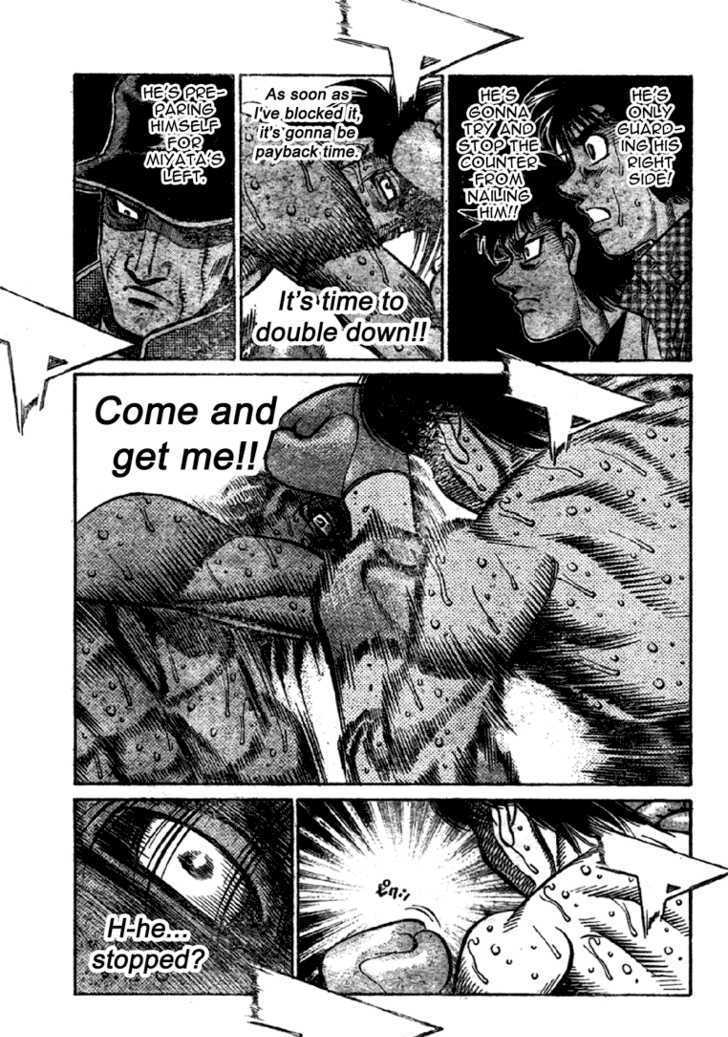 HE'S
ONLY
GUARD-
ING HIS
RIGHT
SIDE!
HE'S
GONNA
TRY AND
STOP THE
COUNTER
FROM
NAILING
HIM!!
As soon as
I've blocked it,
it's gonna be
payback time.
It's time to
double down!!
HE'S PRE-
PARING
HIMSELF
FOR
MIYATA'S
LEFT.
Come and
get me!!
H-he...
stopped?